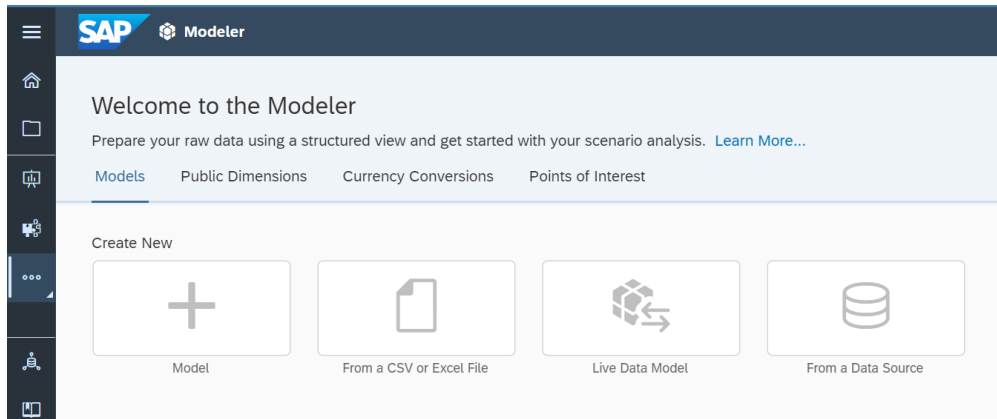 SAP Modeler
Welcome to the Modeler
Prepare your raw data using a structured view and get started with your scenario analysis. Learn More...
Models Public Dimensions Currency Conversions Points of Interest
Create New
Model From a CSV or Excel File Live Data Model From a Data Source